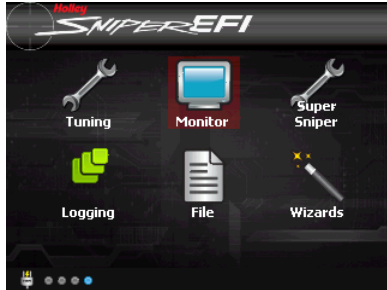 Holley
SNIPER EFI
Tuning
Monitor
Super
Sniper
Logging
File
Wizards